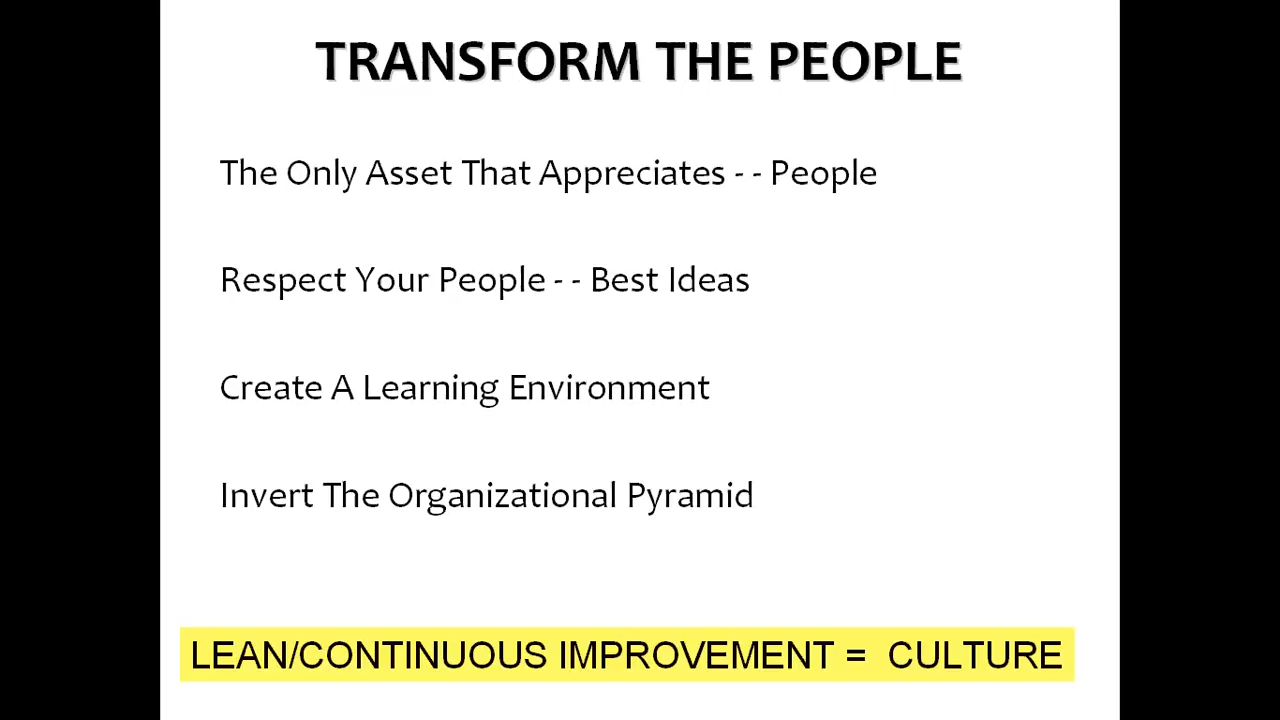 TRANSFORM THE PEOPLE
The Only Asset That Appreciates - - People
Respect Your People - - Best Ideas
Create A Learning Environment
Invert The Organizational Pyramid
LEAN/CONTINUOUS IMPROVEMENT = CULTURE